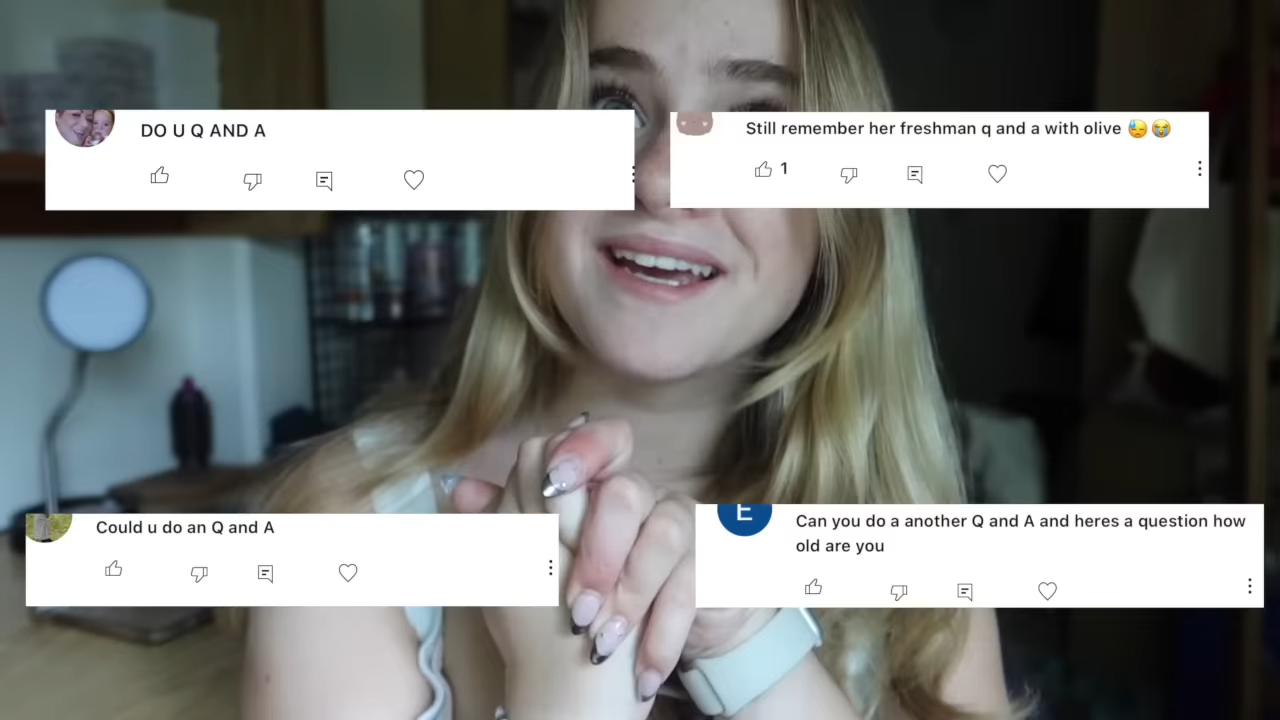 DO U Q AND A
Still remember her freshman q and a with olive 😓😭
1
Could u do an Q and A
E
Can you do a another Q and A and heres a question how
old are you